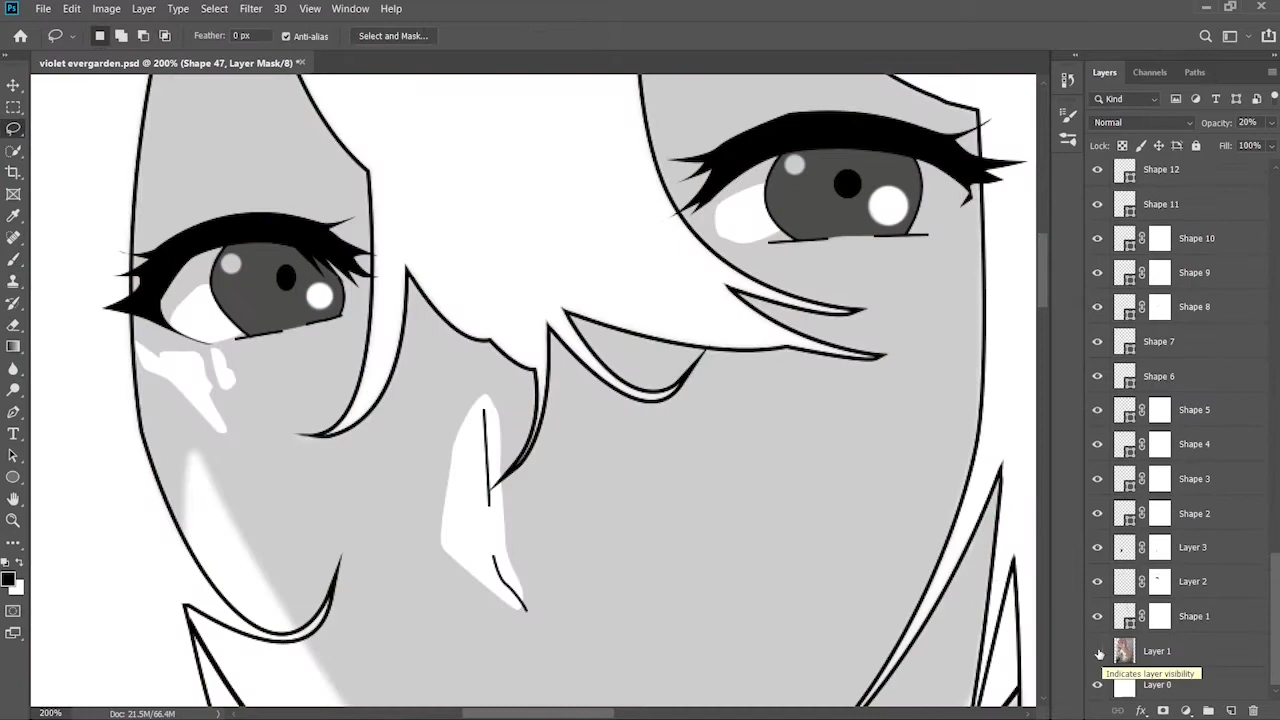 Ps File Edit Image Layer Type Select Filter 3D View Window Help
Feather: 0 px Anti-alias Select and Mask...
violet evergarden.psd @ 200% (Shape 47, Layer Mask/8) * ×
Layers Channels Paths
Kind
Normal Opacity: 20%
Lock: Fill: 100%
Shape 12
Shape 11
Shape 10
Shape 9
Shape 8
Shape 7
Shape 6
Shape 5
Shape 4
Shape 3
Shape 2
Layer 3
Layer 2
Shape 1
Layer 1
Indicates layer visibility
Layer 0
200% Doc: 21.5M/66.4M